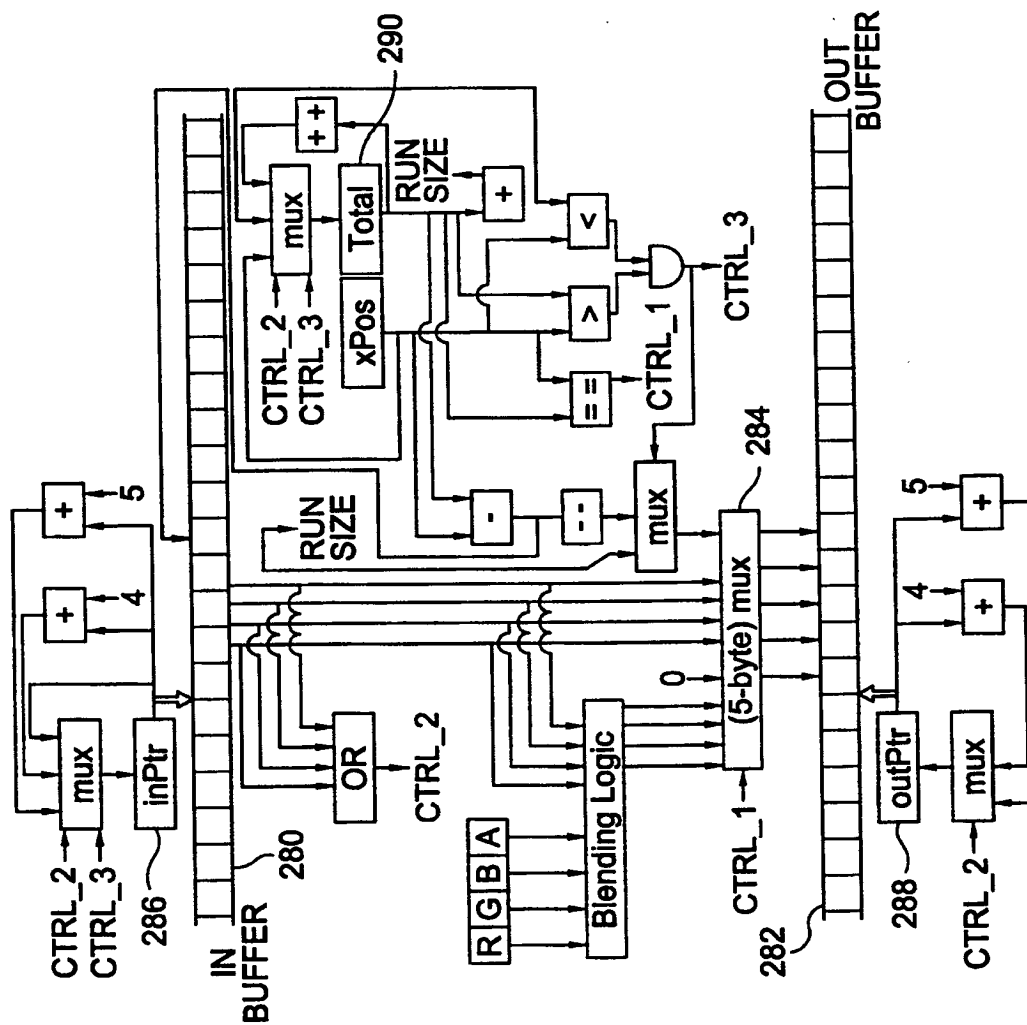 CTRL_2
CTRL_3
mux
+
4
+
5
286
inPtr
IN
BUFFER
280
OR
CTRL_2
RUN
SIZE
CTRL_2
CTRL_3
mux
++
xPos
Total
290
RUN
SIZE
+
-
--
==
>
<
CTRL_1
CTRL_3
mux
R G B A
Blending Logic
0
CTRL_1
(5-byte) mux
284
282
OUT
BUFFER
288
outPtr
CTRL_2
mux
4
+
5
+